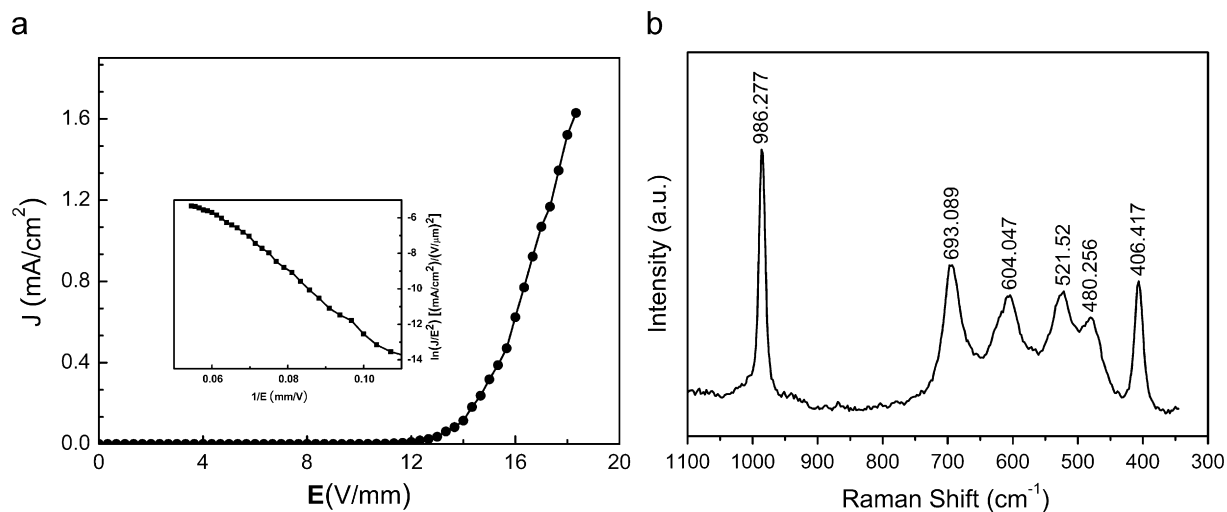 a
1.6
1.2
0.8
0.4
0.0
J (mA/cm²)
0 4 8 12 16 20
E(V/mm)
-6
-8
-10
-12
-14
ln(J/E²) [(mA/cm²)/(V/μm)²]
0.06 0.08 0.10
1/E (mm/V)
b
Intensity (a.u.)
986.277
693.089
604.047
521.52
480.256
406.417
1100 1000 900 800 700 600 500 400 300
Raman Shift (cm⁻¹)